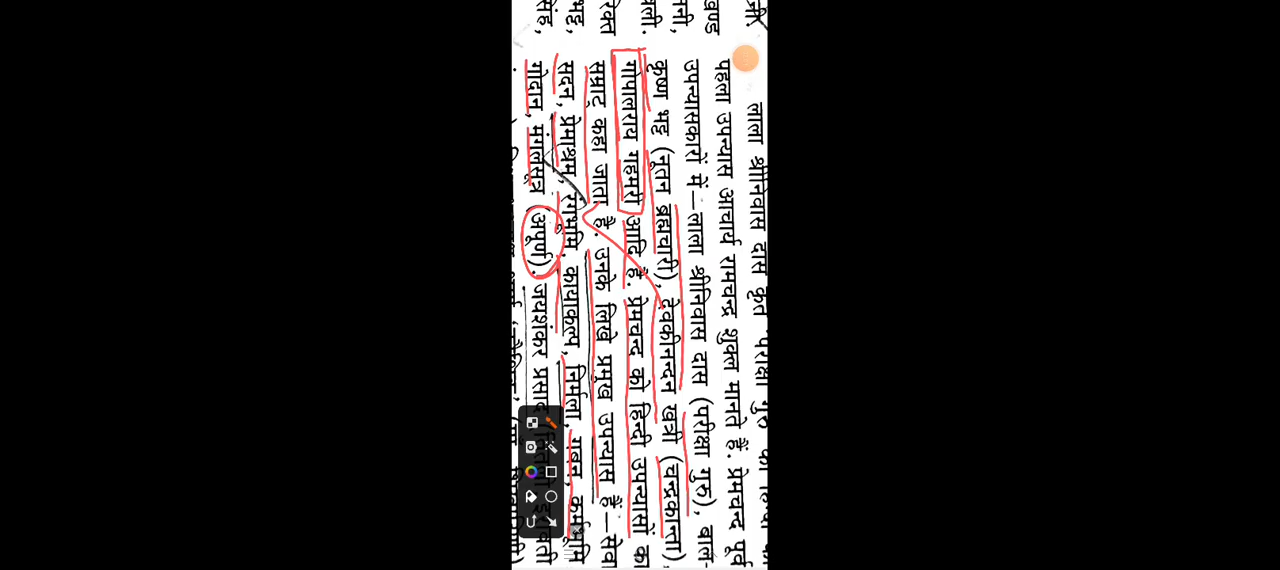 लाला श्रीनिवास दास कृत परीक्षा गुरु को हिन्दी का
पहला उपन्यास आचार्य रामचन्द्र शुक्ल मानते हैं. प्रेमचन्द पूर्व
उपन्यासकारों में—लाला श्रीनिवास दास (परीक्षा गुरु), बाल-
कृष्ण भट्ट (नूतन ब्रह्मचारी), देवकीनन्दन खत्री (चन्द्रकान्ता),
गोपालराय गहमरी आदि हैं. प्रेमचन्द को हिन्दी उपन्यासों का
सम्राट् कहा जाता है. उनके लिखे प्रमुख उपन्यास हैं—सेवा
सदन, प्रेमाश्रम, रंगभूमि, कायाकल्प, निर्मला, गबन, कर्मभूमि
गोदान, मंगलसूत्र (अपूर्ण). जयशंकर प्रसाद